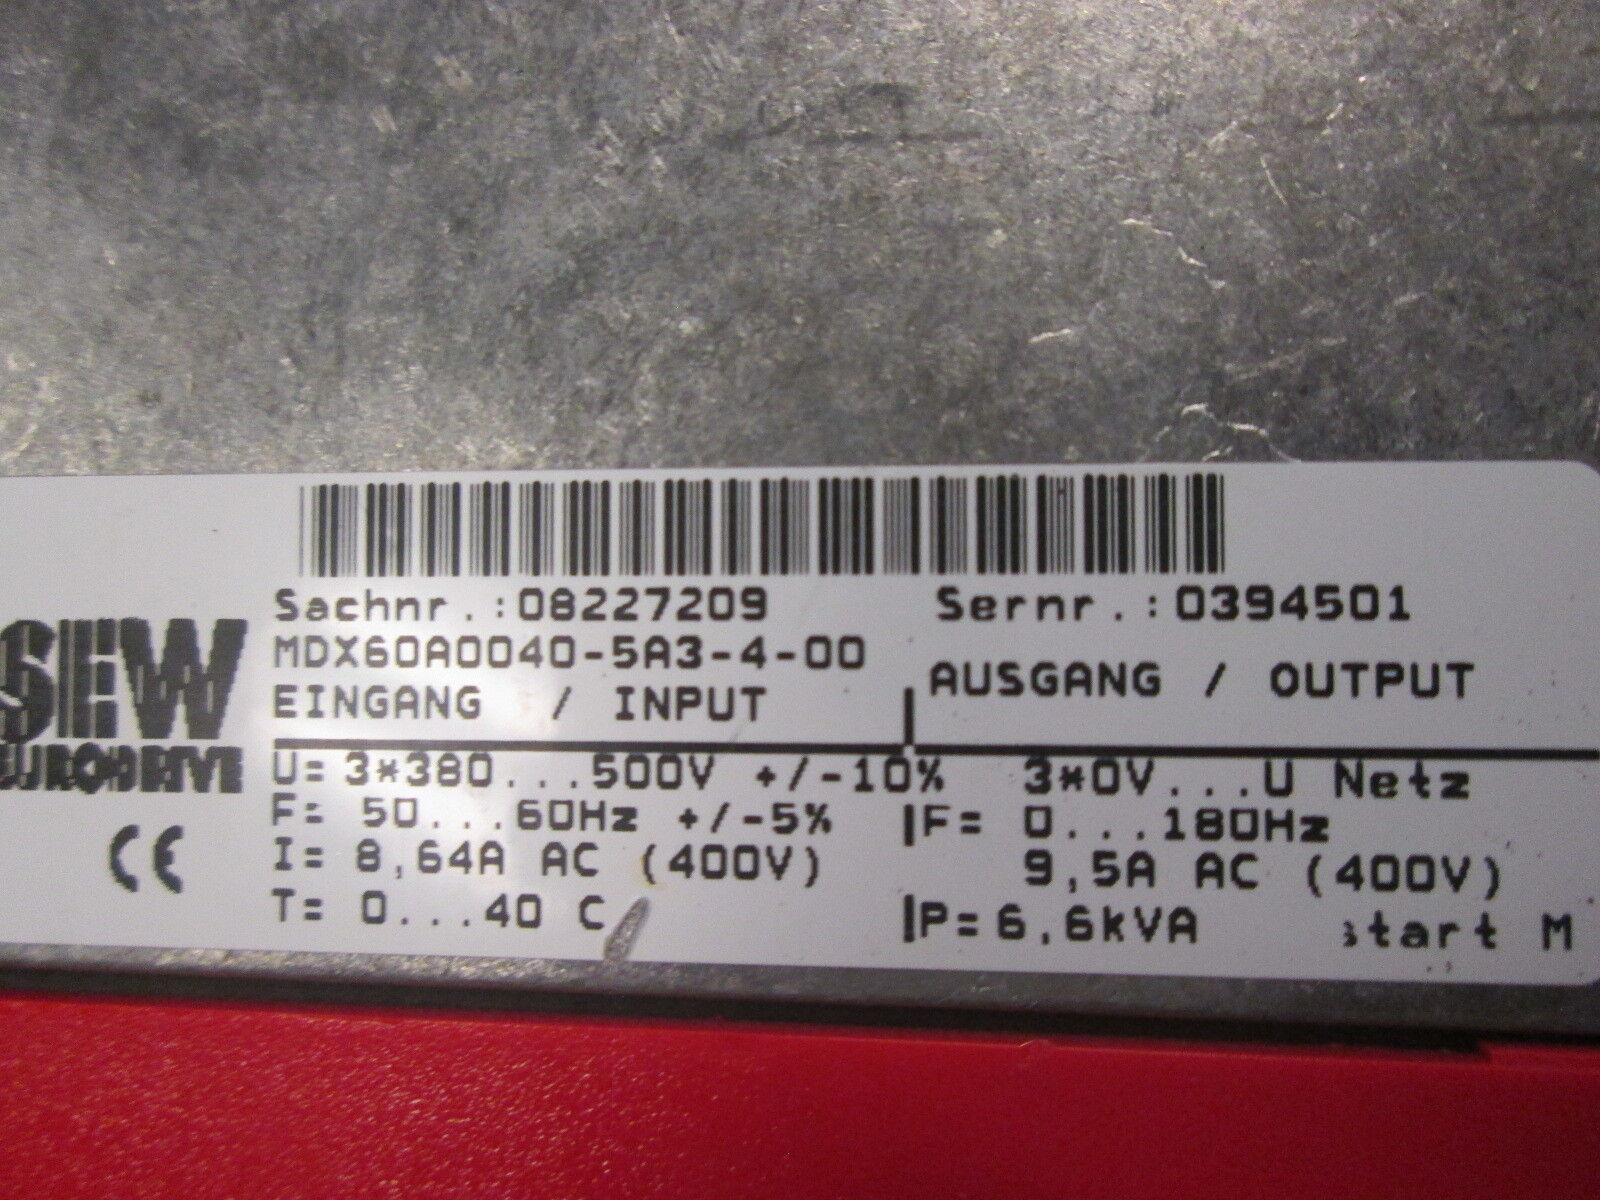 Sachnr.:08227209 Sernr.:0394501
MDX60A0040-5A3-4-00
EINGANG / INPUT AUSGANG / OUTPUT
SEW
EURODRIVE
U= 3*380...500V +/-10% 3*0V...U Netz
F= 50...60Hz +/-5% F= 0...180Hz
I= 8,64A AC (400V) 9,5A AC (400V)
T= 0...40 C P=6,6kVA start M
CE